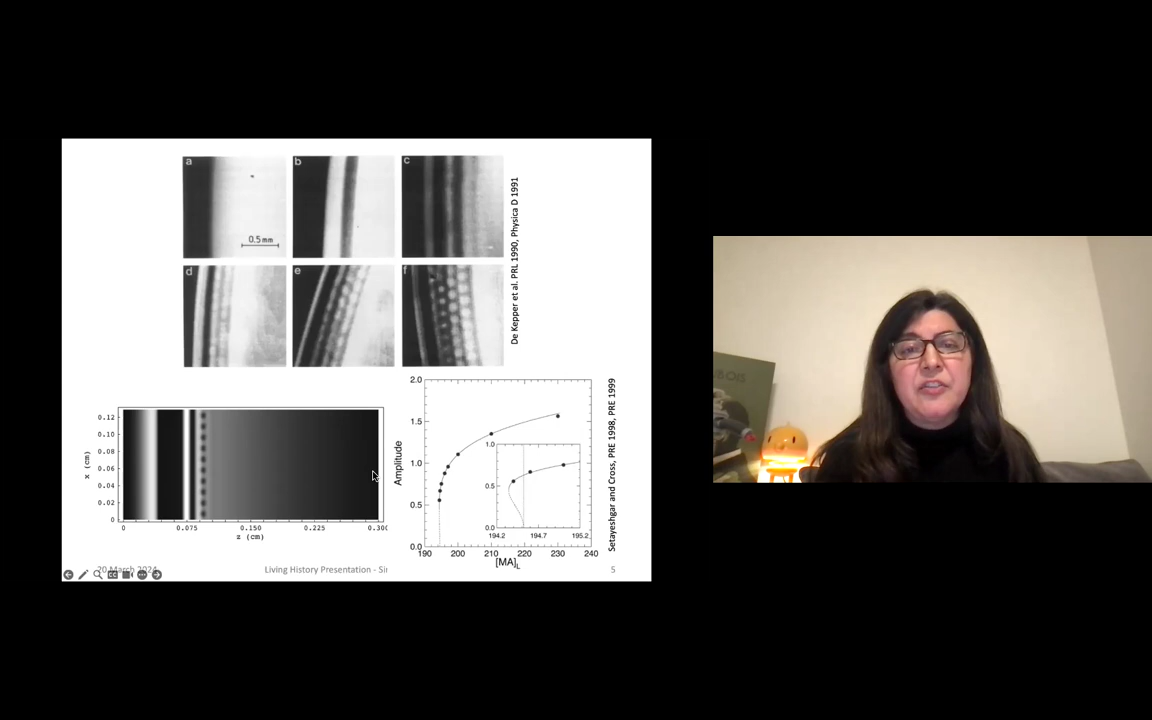 a
b
c
0.5mm
d
e
f
De Kepper et al. PRL 1990, Physica D 1991
0.12
0.10
0.08
0.06
0.04
0.02
0
x (cm)
0 0.075 0.150 0.225 0.300
z (cm)
2.0
1.5
1.0
0.5
0.0
Amplitude
1.0
0.5
0.0
194.2 194.7 195.2
190 200 210 220 230 240
[MA]L
Setayeshgar and Cross, PRE 1998, PRE 1999
20 March 2024
Living History Presentation - Si
5